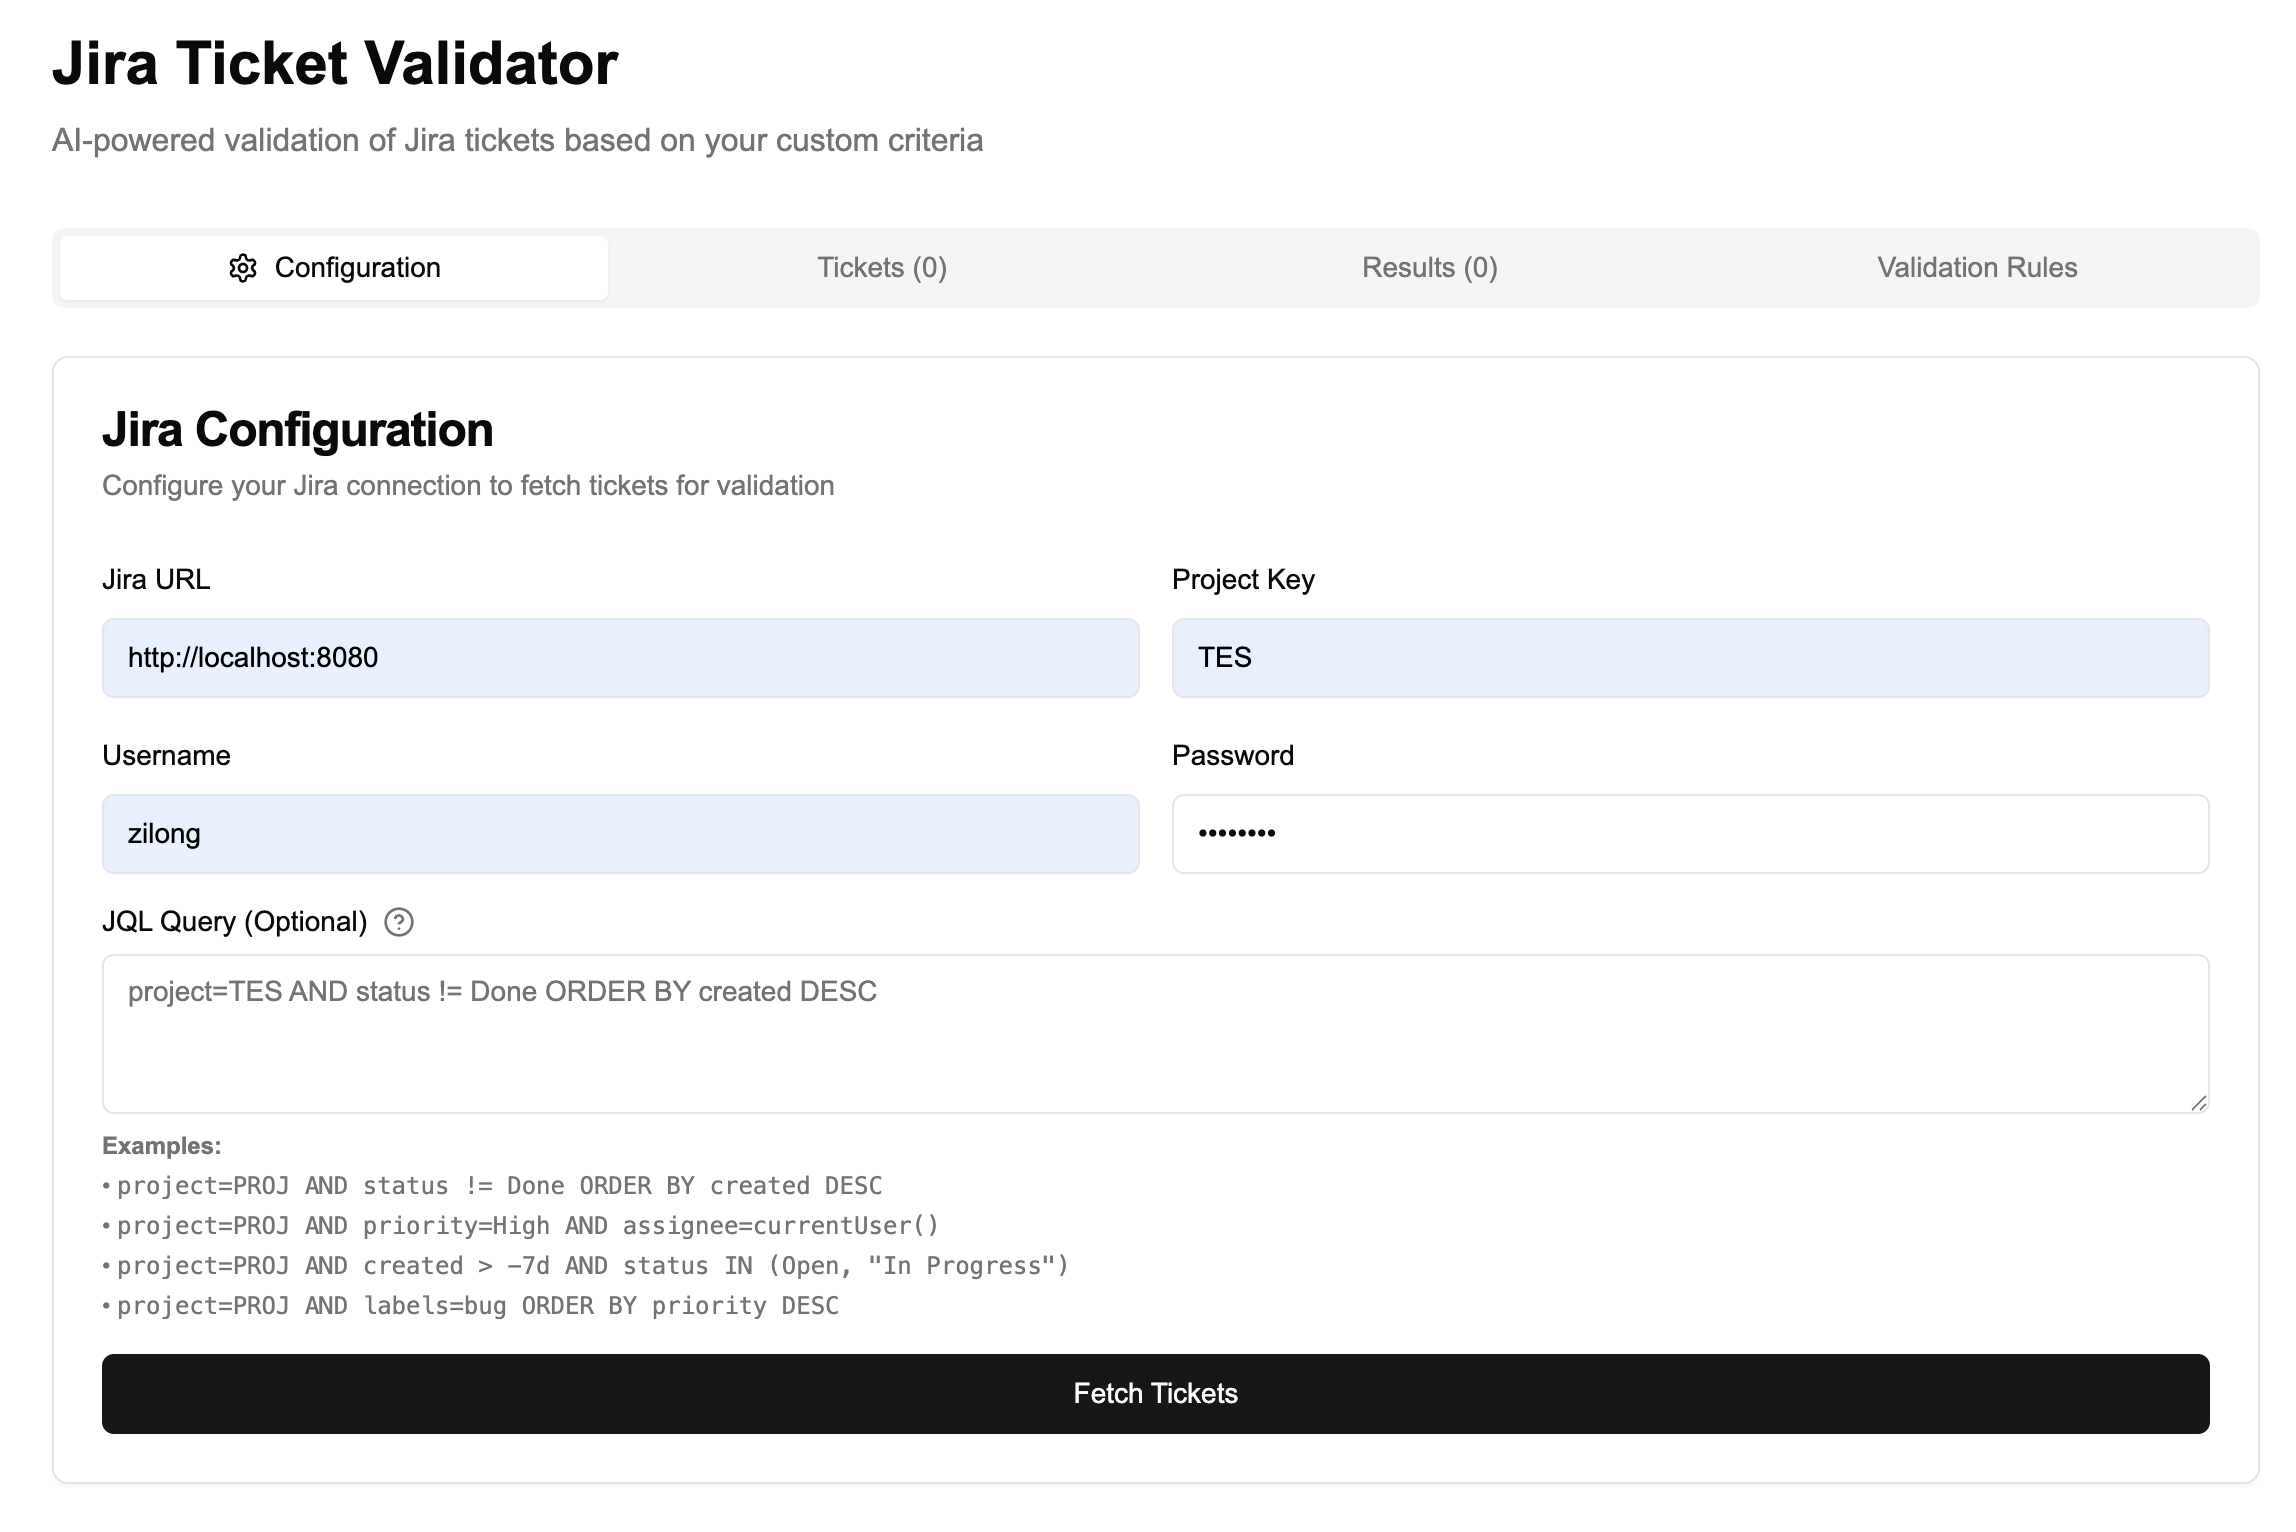 Jira Ticket Validator
AI-powered validation of Jira tickets based on your custom criteria
Configuration
Tickets (0)
Results (0)
Validation Rules
Jira Configuration
Configure your Jira connection to fetch tickets for validation
Jira URL
Project Key
http://localhost:8080
TES
Username
Password
zilong
••••••••
JQL Query (Optional)
?
project=TES AND status != Done ORDER BY created DESC
Examples:
• project=PROJ AND status != Done ORDER BY created DESC
• project=PROJ AND priority=High AND assignee=currentUser()
• project=PROJ AND created > -7d AND status IN (Open, "In Progress")
• project=PROJ AND labels=bug ORDER BY priority DESC
Fetch Tickets